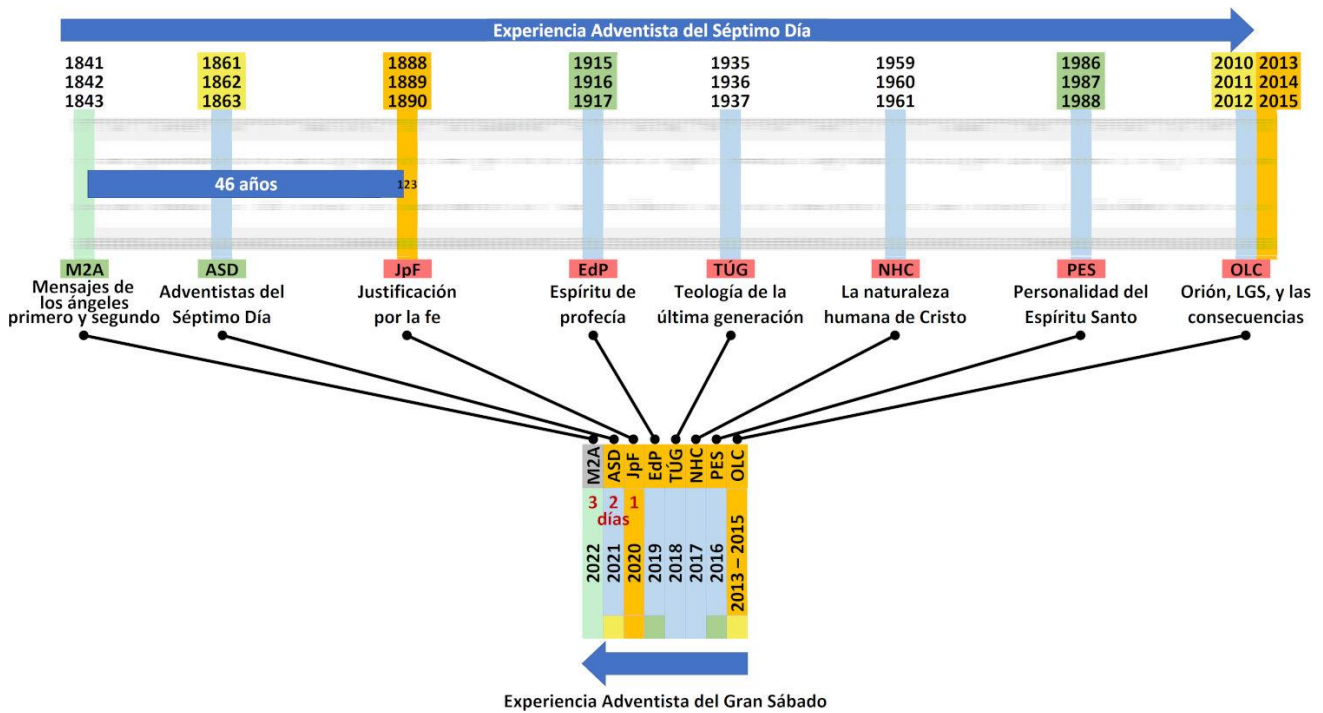 Experiencia Adventista del Séptimo Día
1841 1861 1888 1915 1935 1959 1986 2010 2013
1842 1862 1889 1916 1936 1960 1987 2011 2014
1843 1863 1890 1917 1937 1961 1988 2012 2015
46 años 123
M2A ASD JpF EdP TÚG NHC PES OLC
Mensajes de
los ángeles
primero y segundo
Adventistas del
Séptimo Día
Justificación
por la fe
Espíritu de
profecía
Teología de la
última generación
La naturaleza
humana de Cristo
Personalidad del
Espíritu Santo
Orión, LGS, y las
consecuencias
M2A ASD JpF EdP TÚG NHC PES OLC
3 2 1
días
2022 2021 2020 2019 2018 2017 2016 2013 – 2015
Experiencia Adventista del Gran Sábado